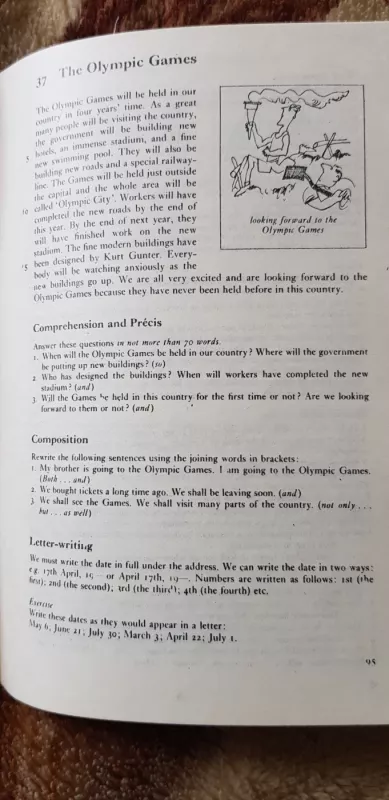 37 The Olympic Games
The Olympic Games will be held in our
country in four years' time. As a great
many people will be visiting the country,
the government will be building new
5 hotels, an immense stadium, and a fine
new swimming pool. They will also be
building new roads and a special railway-
line. The Games will be held just outside
the capital and the whole area will be
10 called 'Olympic City'. Workers will have
completed the new roads by the end of
this year. By the end of next year, they
will have finished work on the new
stadium. The fine modern buildings have
15 been designed by Kurt Gunter. Every-
body will be watching anxiously as the
new buildings go up. We are all very excited and are looking forward to the
Olympic Games because they have never been held before in this country.
looking forward to the
Olympic Games
Comprehension and Précis
Answer these questions in not more than 70 words.
1. When will the Olympic Games be held in our country? Where will the government
be putting up new buildings? (so)
2 Who has designed the buildings? When will workers have completed the new
stadium? (and)
3 Will the Games be held in this country for the first time or not? Are we looking
forward to them or not? (and)
Composition
Rewrite the following sentences using the joining words in brackets:
1 My brother is going to the Olympic Games. I am going to the Olympic Games.
(Both . . . and)
2 We bought tickets a long time ago. We shall be leaving soon. (and)
3 We shall see the Games. We shall visit many parts of the country. (not only . . .
but . . . as well)
Letter-writing
We must write the date in full under the address. We can write the date in two ways:
e.g. 17th April, 19 — or April 17th, 19—. Numbers are written as follows: 1st (the
first); 2nd (the second); 3rd (the third); 4th (the fourth) etc.
Exercise
Write these dates as they would appear in a letter:
May 6; June 21; July 30; March 3; April 22; July 1.
95